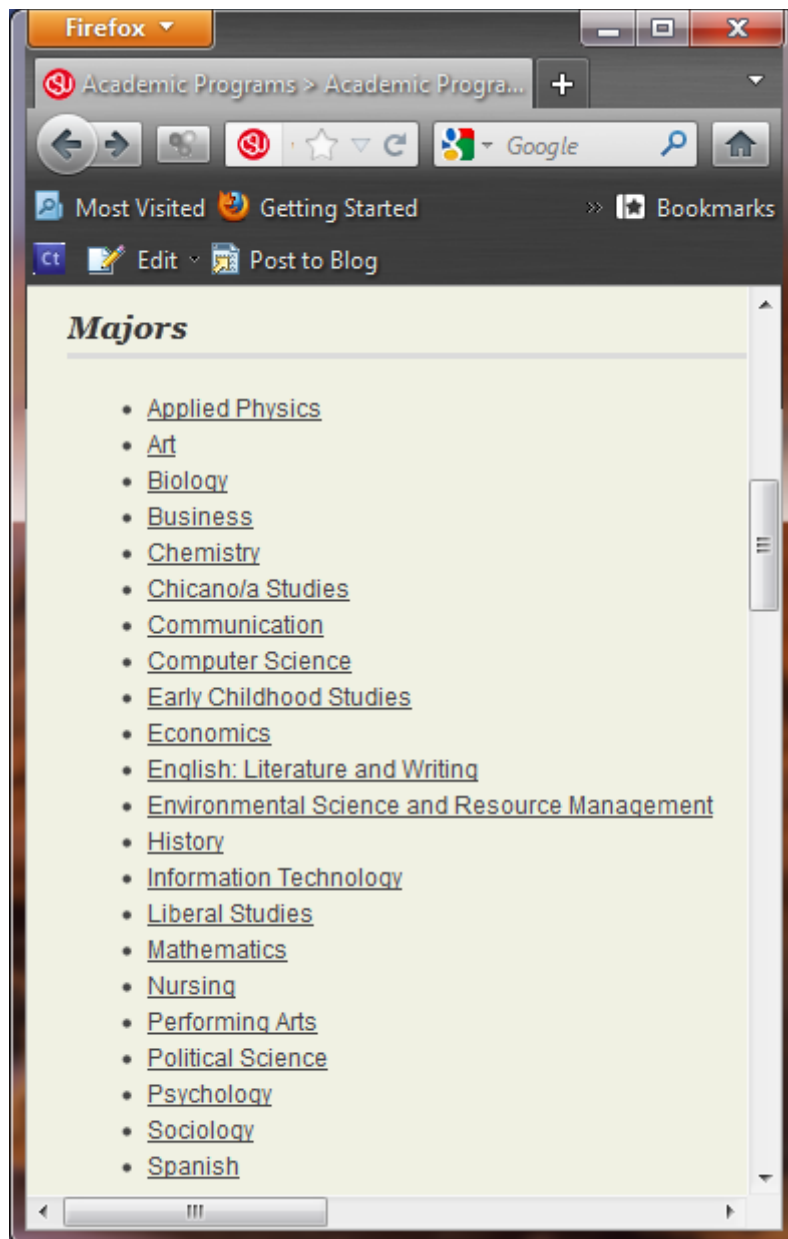 Firefox
Academic Programs > Academic Progra...
Google
Most Visited Getting Started » Bookmarks
Ct Edit Post to Blog
Majors
Applied Physics
Art
Biology
Business
Chemistry
Chicano/a Studies
Communication
Computer Science
Early Childhood Studies
Economics
English: Literature and Writing
Environmental Science and Resource Management
History
Information Technology
Liberal Studies
Mathematics
Nursing
Performing Arts
Political Science
Psychology
Sociology
Spanish